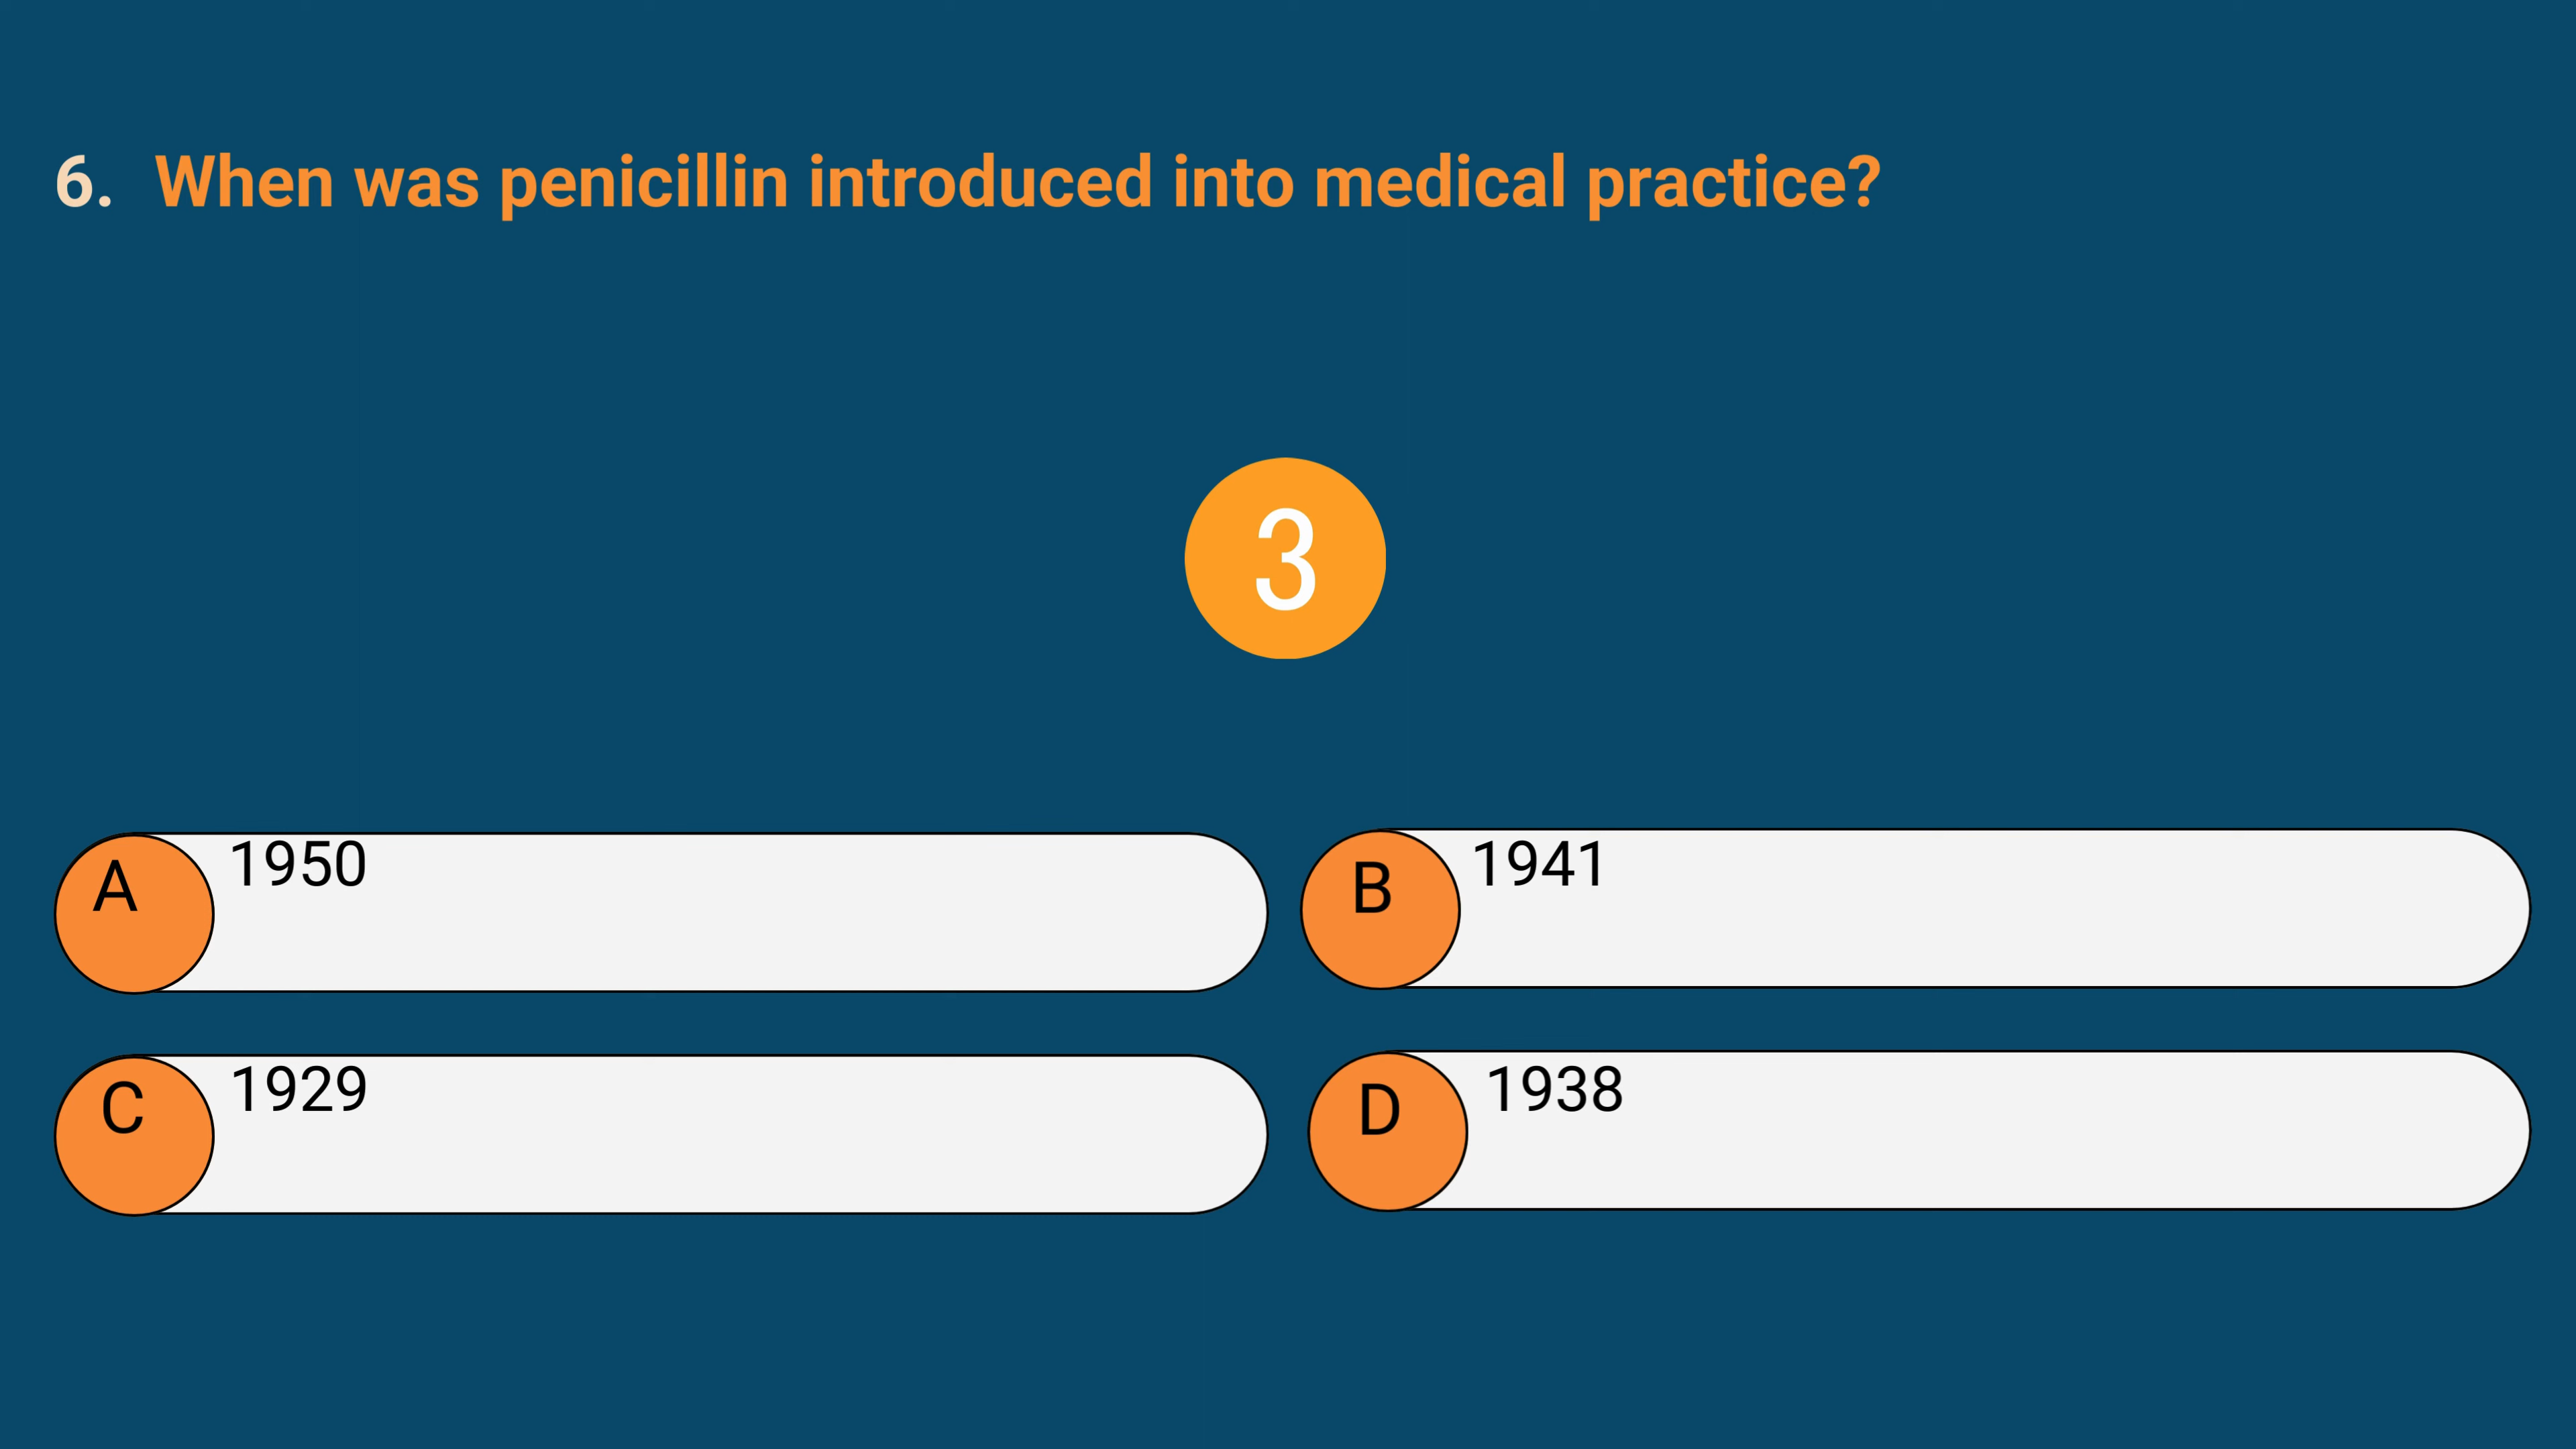 6. When was penicillin introduced into medical practice?
3
A 1950
B 1941
C 1929
D 1938